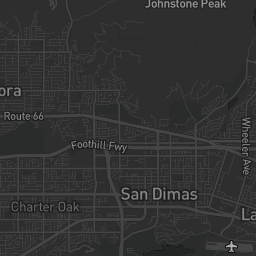 Johnstone Peak
ora
Route 66
Foothill Fwy
Wheeler Ave
San Dimas
Charter Oak
La